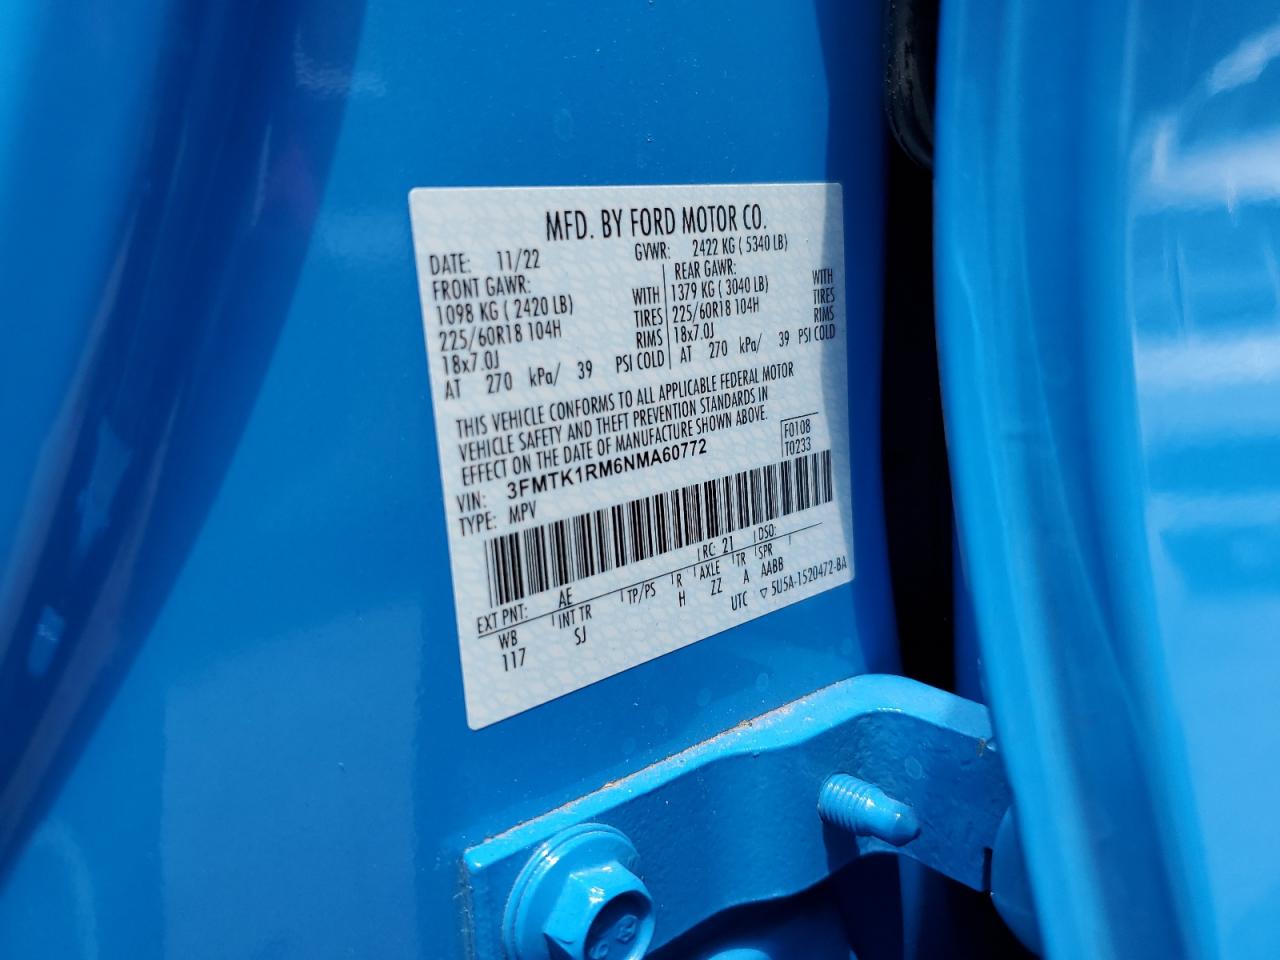 MFD. BY FORD MOTOR CO.
DATE: 11/22 GVWR: 2422 KG ( 5340 LB)
FRONT GAWR: REAR GAWR:
1098 KG ( 2420 LB) WITH 1379 KG ( 3040 LB) WITH
225/60R18 104H TIRES 225/60R18 104H TIRES
18x7.0J RIMS 18x7.0J RIMS
AT 270 kPa/ 39 PSI COLD AT 270 kPa/ 39 PSI COLD
THIS VEHICLE CONFORMS TO ALL APPLICABLE FEDERAL MOTOR
VEHICLE SAFETY AND THEFT PREVENTION STANDARDS IN
EFFECT ON THE DATE OF MANUFACTURE SHOWN ABOVE.
VIN: 3FMTK1RM6NMA60772 F0108
TYPE: MPV T0233
EXT PNT: AE RC: 21 DSO:
WB INT TR TP/PS R AXLE TR SPR
117 SJ H ZZ A AABB
UTC ▽ 5U5A-1520472-BA